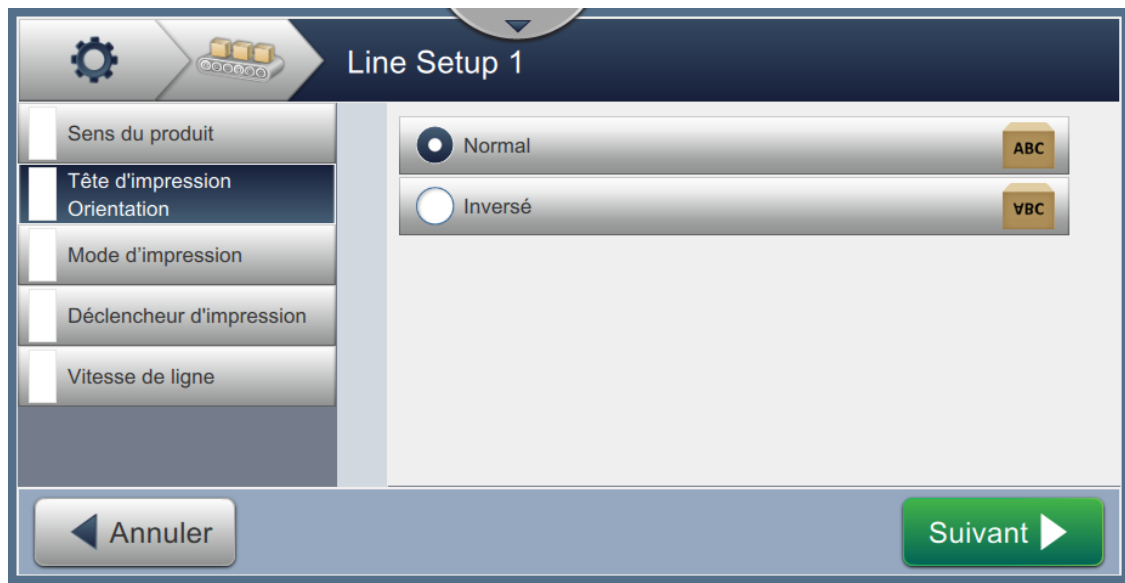 Line Setup 1
Sens du produit
Tête d'impression
Orientation
Mode d’impression
Déclencheur d'impression
Vitesse de ligne
Normal
ABC
Inversé
∀BC
Annuler
Suivant